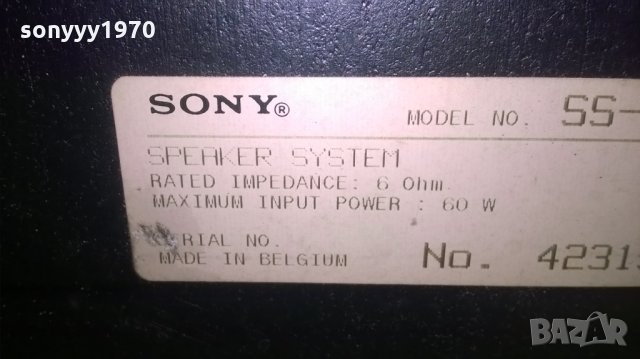 sonyyy1970
SONY® MODEL NO. SS-
SPEAKER SYSTEM
RATED IMPEDANCE: 6 Ohm
MAXIMUM INPUT POWER : 60 W
RIAL NO.
MADE IN BELGIUM No. 4231
BAZAR